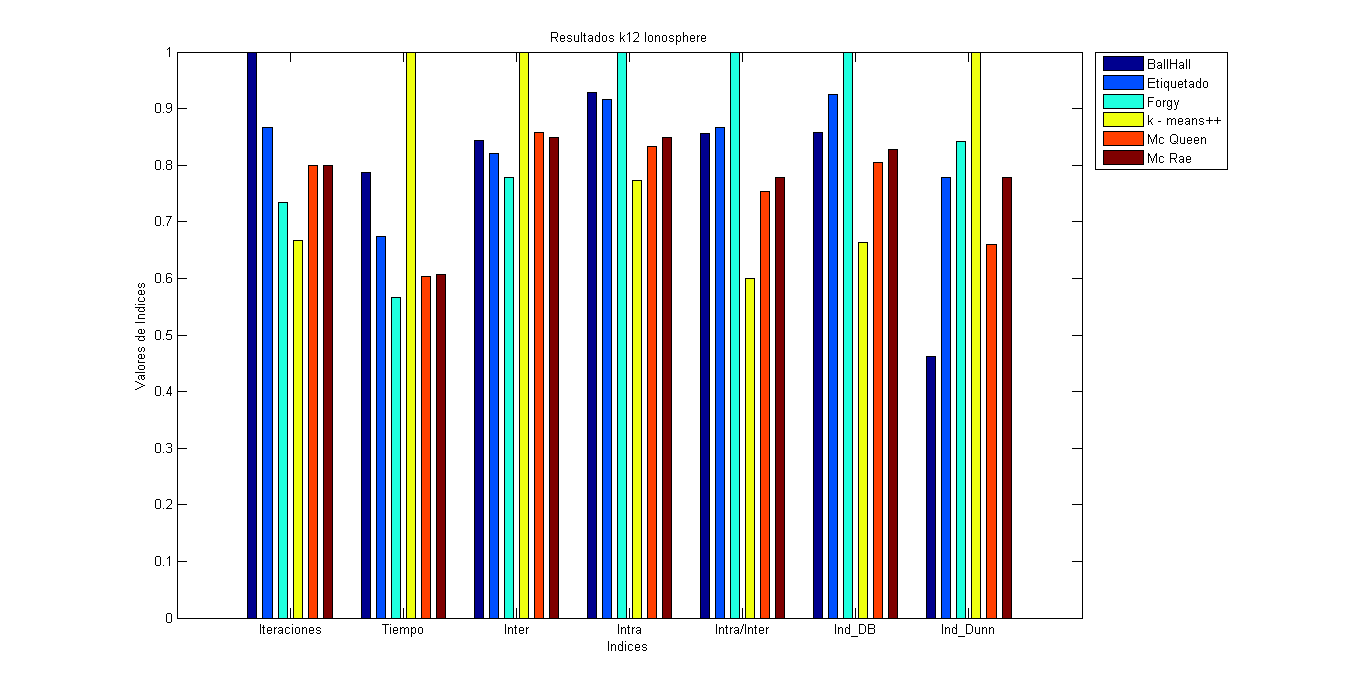 Resultados k12 Ionosphere
1
0.9
0.8
0.7
0.6
0.5
0.4
0.3
0.2
0.1
0
Valores de Indices
Iteraciones
Tiempo
Inter
Intra
Intra/Inter
Ind_DB
Ind_Dunn
Indices
BallHall
Etiquetado
Forgy
k - means++
Mc Queen
Mc Rae